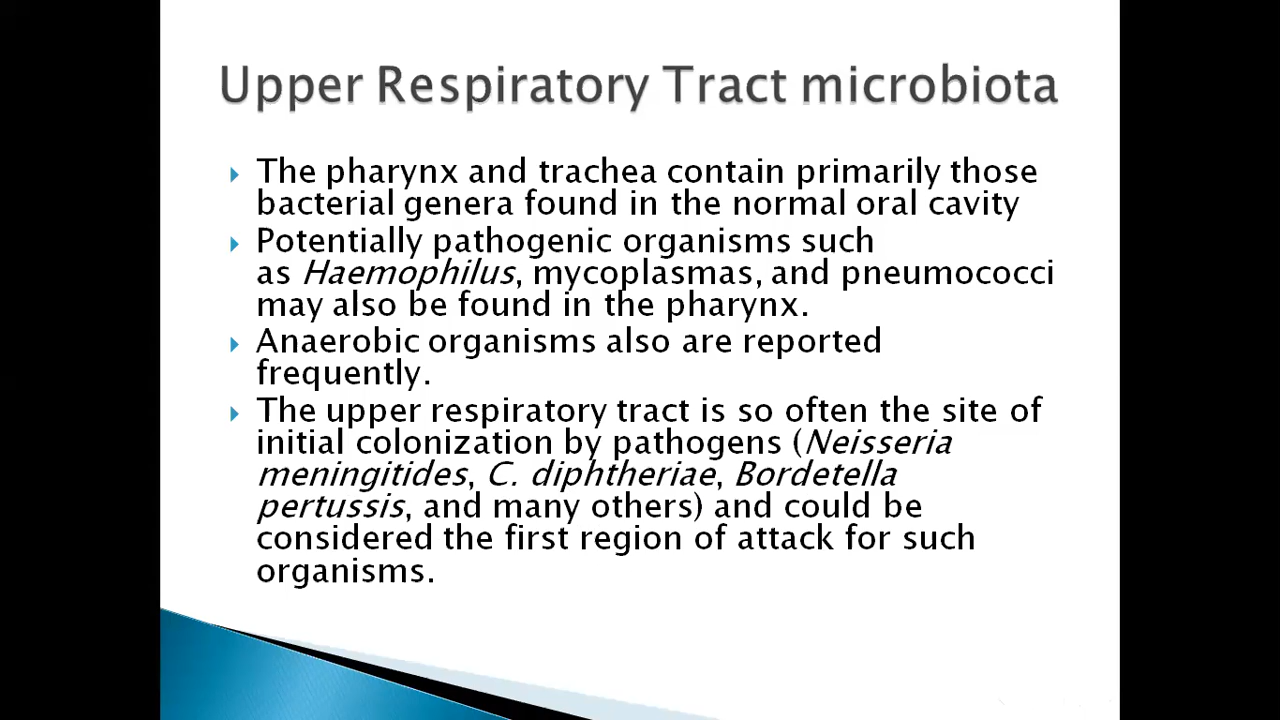 Upper Respiratory Tract microbiota
The pharynx and trachea contain primarily those
bacterial genera found in the normal oral cavity
Potentially pathogenic organisms such
as Haemophilus, mycoplasmas, and pneumococci
may also be found in the pharynx.
Anaerobic organisms also are reported
frequently.
The upper respiratory tract is so often the site of
initial colonization by pathogens (Neisseria
meningitides, C. diphtheriae, Bordetella
pertussis, and many others) and could be
considered the first region of attack for such
organisms.